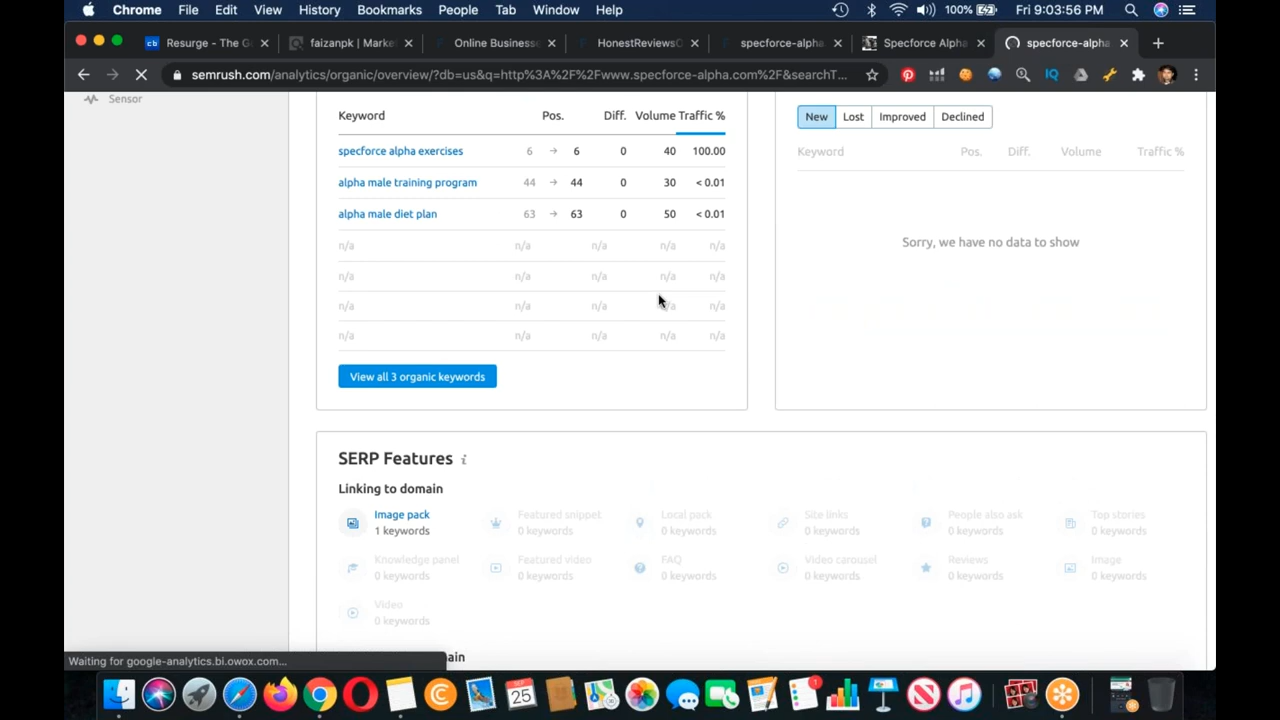 Chrome File Edit View History Bookmarks People Tab Window Help 100% Fri 9:03:56 PM
cb Resurge - The G × faizanpk | Marke × Online Business × HonestReviewsO × specforce-alpha × Specforce Alpha × specforce-alpha × +
semrush.com/analytics/organic/overview/?db=us&q=http%3A%2F%2Fwww.specforce-alpha.com%2F&searchT... IQ
Sensor
Keyword Pos. Diff. Volume Traffic %
specforce alpha exercises 6 → 6 0 40 100.00
alpha male training program 44 → 44 0 30 < 0.01
alpha male diet plan 63 → 63 0 50 < 0.01
n/a n/a n/a n/a n/a
n/a n/a n/a n/a n/a
n/a n/a n/a n/a n/a
n/a n/a n/a n/a n/a
View all 3 organic keywords
New Lost Improved Declined
Keyword Pos. Diff. Volume Traffic %
Sorry, we have no data to show
SERP Features i
Linking to domain
Image pack Featured snippet Local pack Site links People also ask Top stories
1 keywords 0 keywords 0 keywords 0 keywords 0 keywords 0 keywords
Knowledge panel Featured video FAQ Video carousel Reviews Image
0 keywords 0 keywords 0 keywords 0 keywords 0 keywords 0 keywords
Video
0 keywords
Waiting for google-analytics.bi.owox.com...
25
1